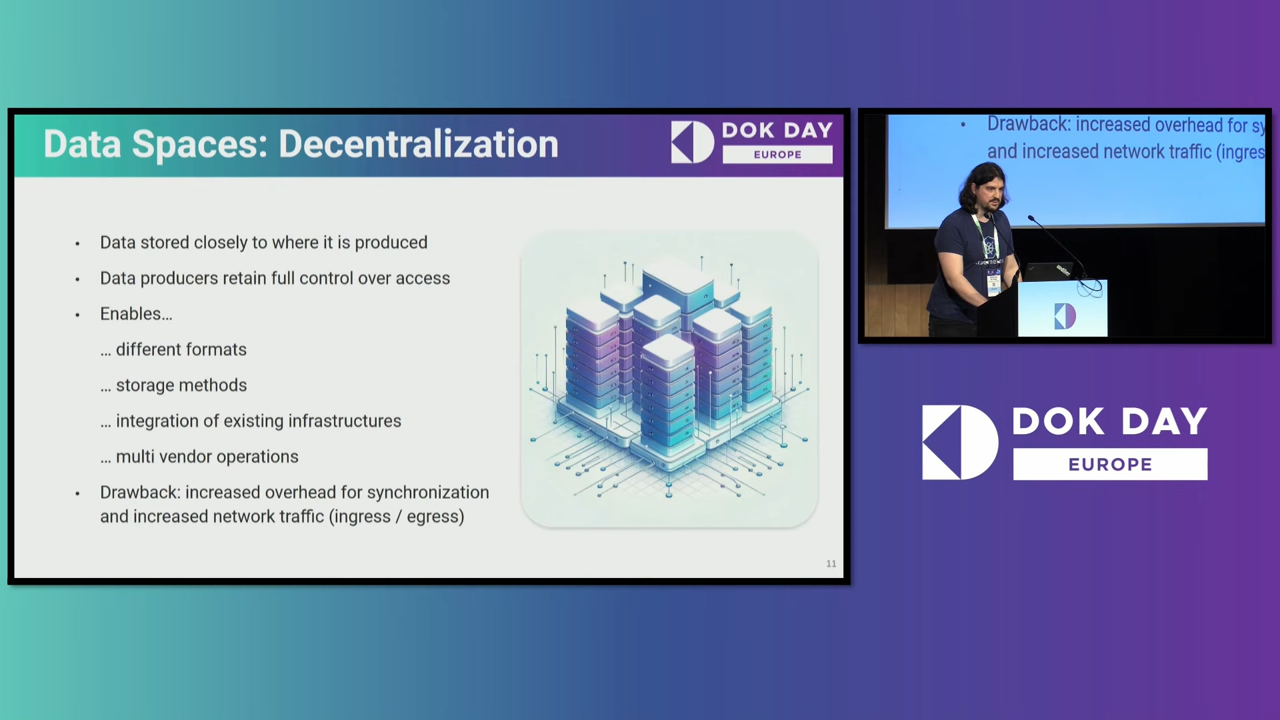 Data Spaces: Decentralization
DOK DAY
EUROPE
• Data stored closely to where it is produced
• Data producers retain full control over access
• Enables...
... different formats
... storage methods
... integration of existing infrastructures
... multi vendor operations
• Drawback: increased overhead for synchronization
and increased network traffic (ingress / egress)
11
• Drawback: increased overhead for sy
and increased network traffic (ingres
DOK DAY
EUROPE